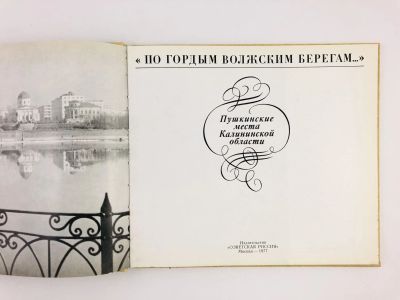 « ПО ГОРДЫМ ВОЛЖСКИМ БЕРЕГАМ...»
Пушкинские
места
Калининской
области
Издательство
«СОВЕТСКАЯ РОССИЯ»
Москва — 1977